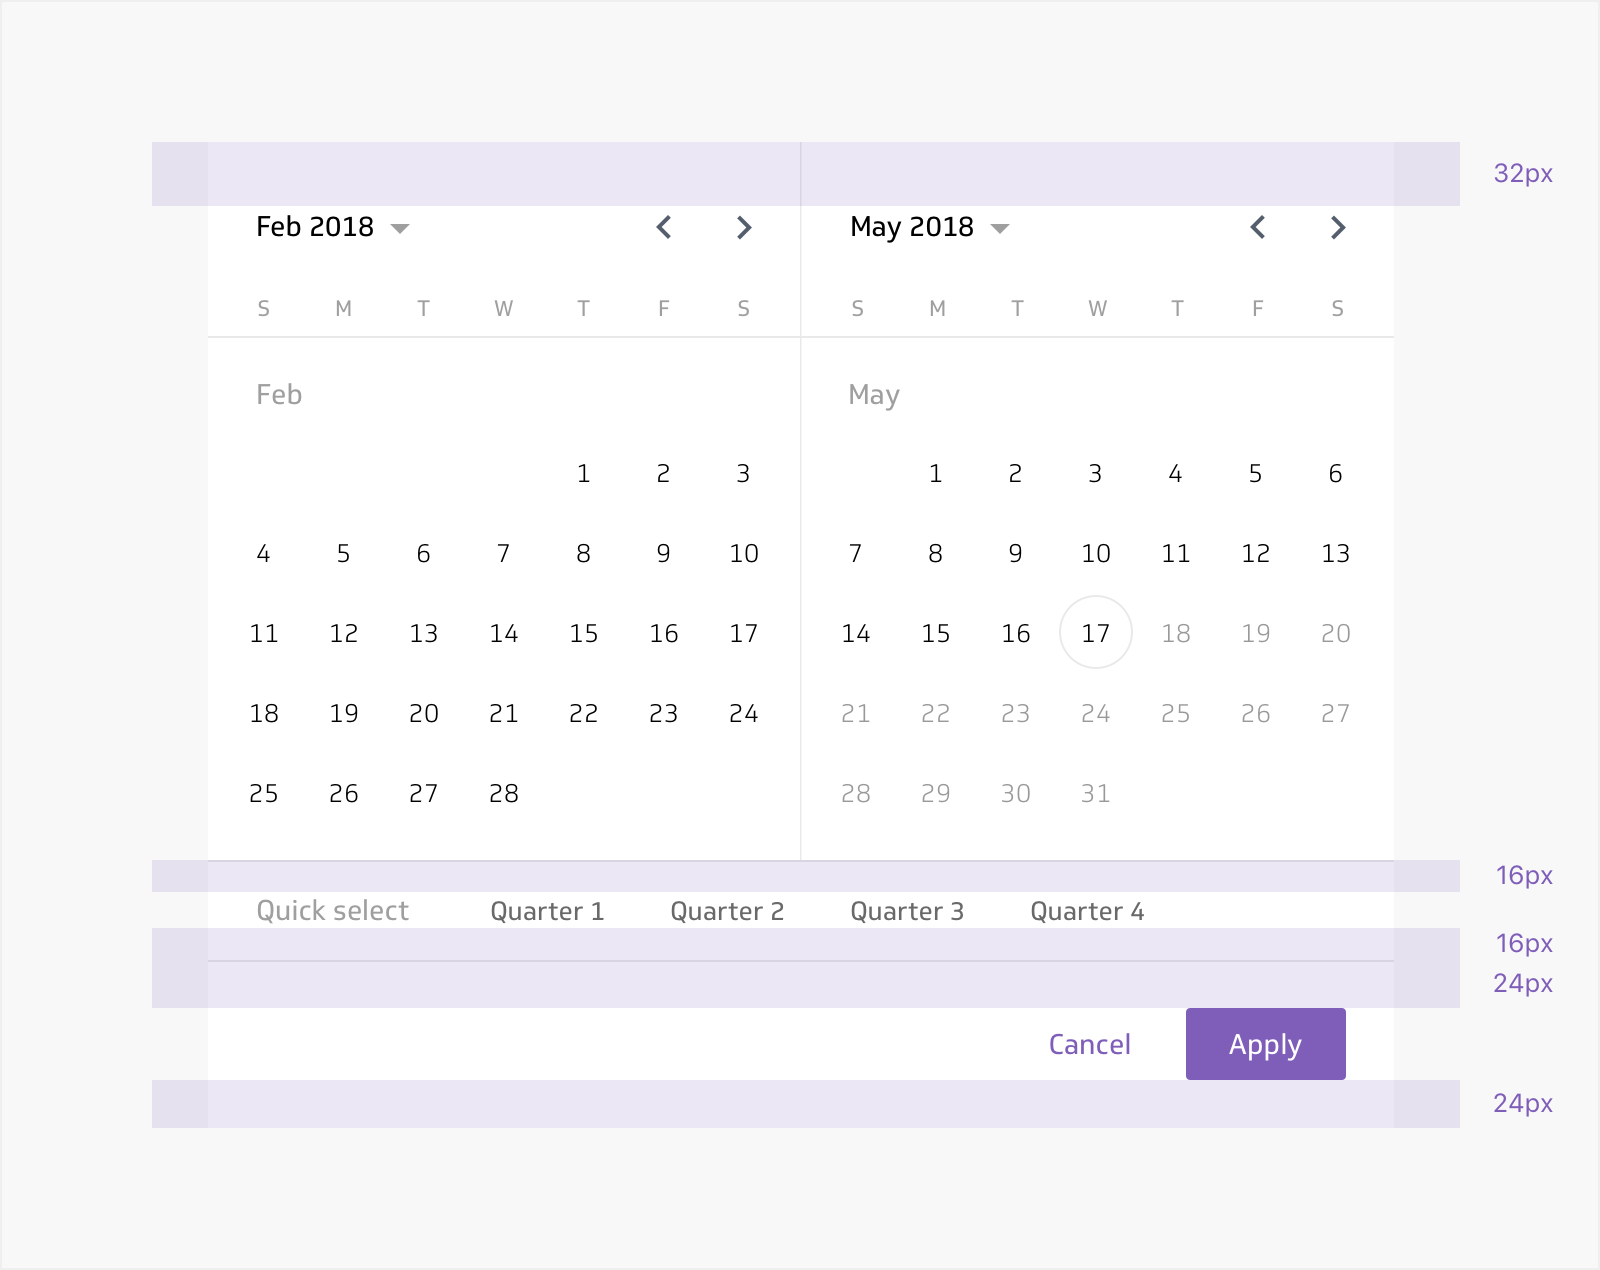 32px
Feb 2018 May 2018
S M T W T F S S M T W T F S
Feb May
1 2 3 1 2 3 4 5 6
4 5 6 7 8 9 10 7 8 9 10 11 12 13
11 12 13 14 15 16 17 14 15 16 17 18 19 20
18 19 20 21 22 23 24 21 22 23 24 25 26 27
25 26 27 28 28 29 30 31
16px
Quick select Quarter 1 Quarter 2 Quarter 3 Quarter 4
16px
24px
Cancel Apply
24px